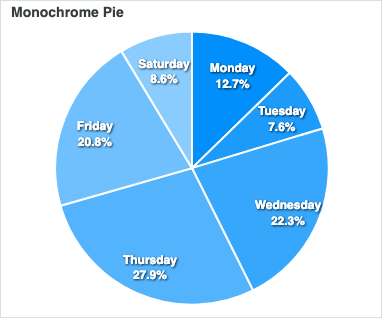 Monochrome Pie
Monday
12.7%
Tuesday
7.6%
Wednesday
22.3%
Thursday
27.9%
Friday
20.8%
Saturday
8.6%